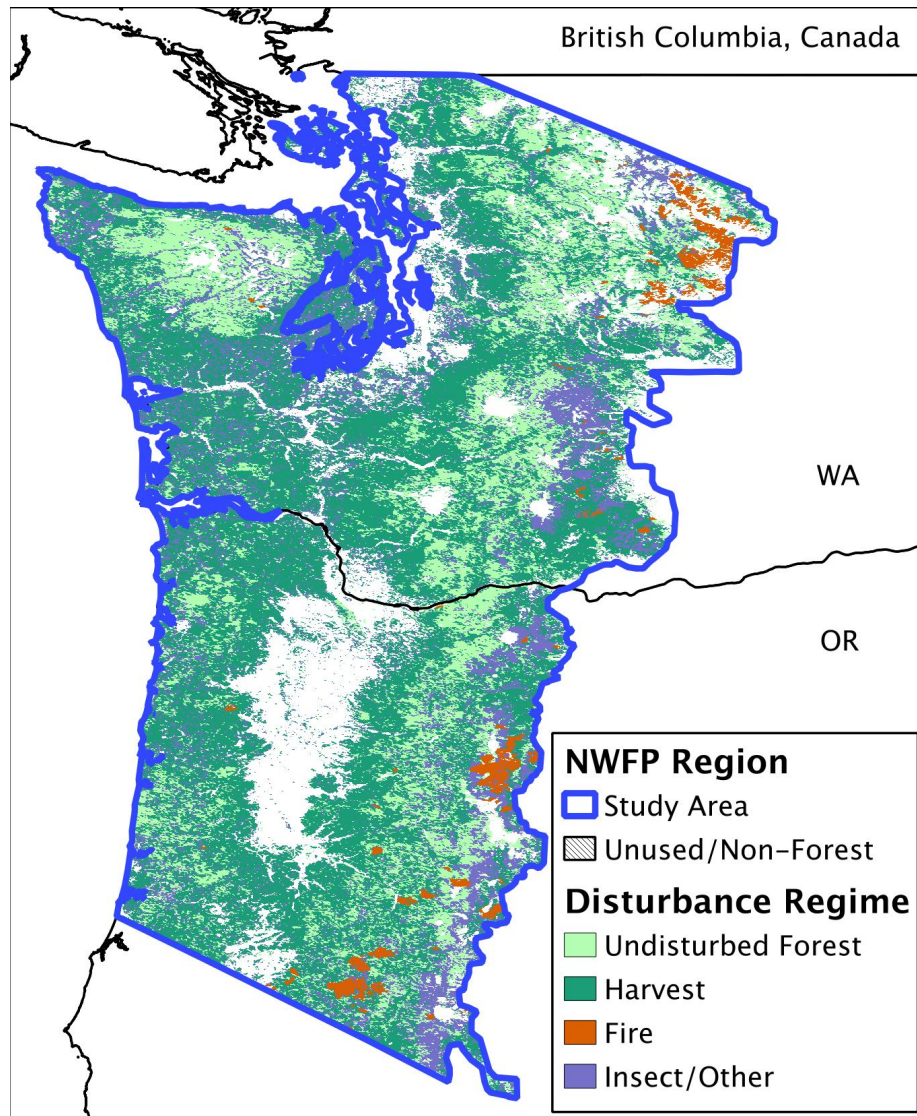 British Columbia, Canada
WA
OR
NWFP Region
Study Area
Unused/Non-Forest
Disturbance Regime
Undisturbed Forest
Harvest
Fire
Insect/Other